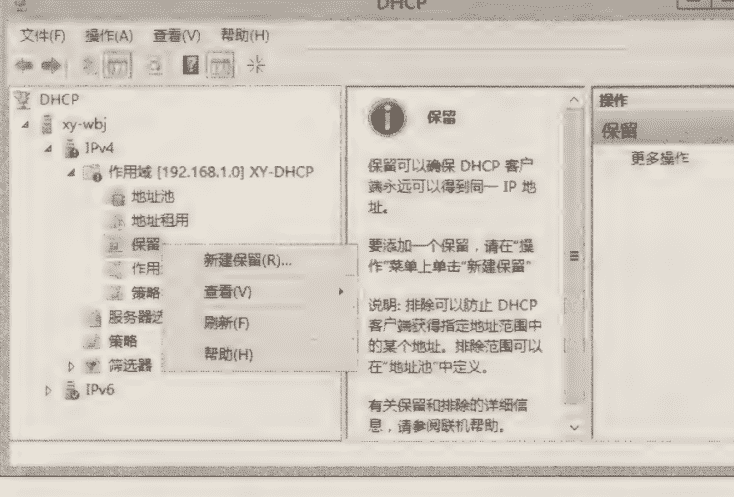 DHCP
文件(F) 操作(A) 查看(V) 帮助(H)
DHCP
xy-wbj
IPv4
作用域 [192.168.1.0] XY-DHCP
地址池
地址租用
保留
作用
策略
服务器选
策略
筛选器
IPv6
新建保留(R)...
查看(V)
刷新(F)
帮助(H)
保留
保留可以确保 DHCP 客户
端永远可以得到同一 IP 地
址。
要添加一个保留，请在"操
作"菜单上单击"新建保留"
说明: 排除可以防止 DHCP
客户端获得指定地址范围中
的某个地址。排除范围可以
在"地址池"中定义。
有关保留和排除的详细信
息，请参阅联机帮助。
操作
保留
更多操作